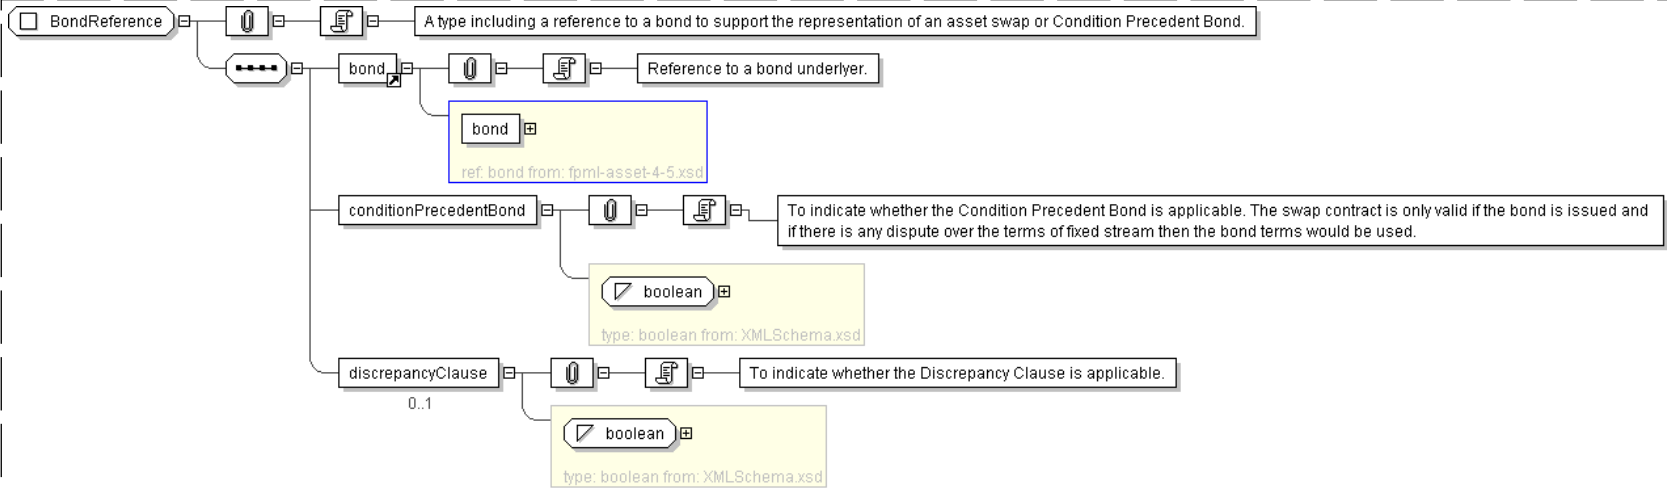 BondReference
A type including a reference to a bond to support the representation of an asset swap or Condition Precedent Bond.
bond
Reference to a bond underlyer.
bond
ref: bond from: fpml-asset-4-5.xsd
conditionPrecedentBond
To indicate whether the Condition Precedent Bond is applicable. The swap contract is only valid if the bond is issued and
if there is any dispute over the terms of fixed stream then the bond terms would be used.
boolean
type: boolean from: XMLSchema.xsd
discrepancyClause
To indicate whether the Discrepancy Clause is applicable.
0..1
boolean
type: boolean from: XMLSchema.xsd